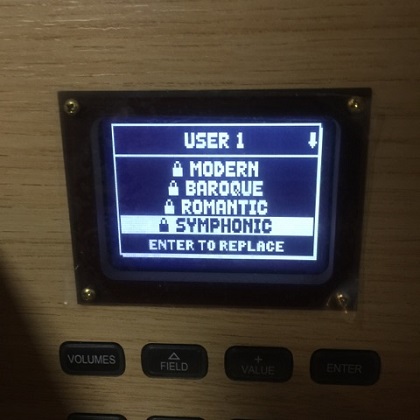 USER 1
MODERN
BAROQUE
ROMANTIC
SYMPHONIC
ENTER TO REPLACE
VOLUMES
FIELD
+
VALUE
ENTER